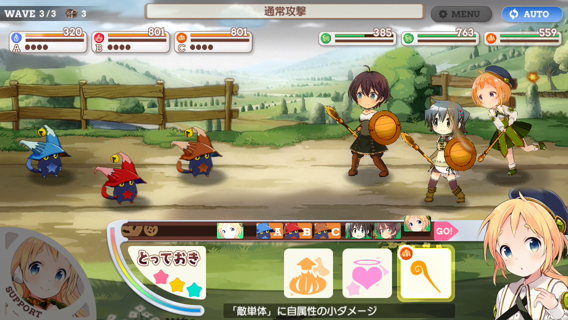 WAVE 3/3 3
通常攻撃
MENU
AUTO
320 801 801
A B C
385 763 559
A B C GO!
とっておき
SUPPORT
「敵単体」に自属性の小ダメージ